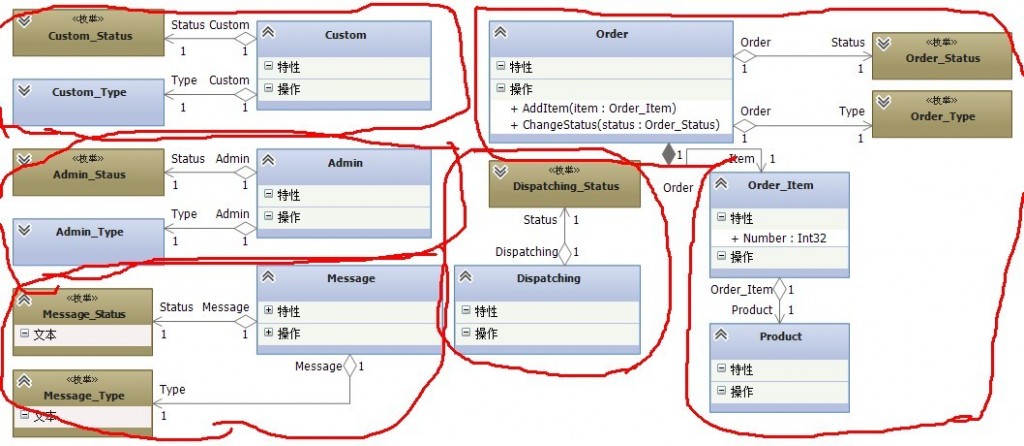 «枚举»
Custom_Status
Status
Custom
1
1
Custom
特性
操作
Custom_Type
Type
Custom
1
1
«枚举»
Admin_Staus
Status
Admin
1
1
Admin
特性
操作
Admin_Type
Type
Admin
1
1
«枚举»
Message_Status
文本
Status
Message
1
1
Message
特性
操作
Message
1
«枚举»
Message_Type
文本
Type
1
Order
特性
操作
+ AddItem(item : Order_Item)
+ ChangeStatus(status : Order_Status)
Order
Status
1
1
«枚举»
Order_Status
Order
Type
1
1
«枚举»
Order_Type
1
Order
Item
1
«枚举»
Dispatching_Status
Status
1
Dispatching
1
Dispatching
特性
操作
Order_Item
特性
+ Number : Int32
操作
Order_Item
1
Product
1
Product
特性
操作